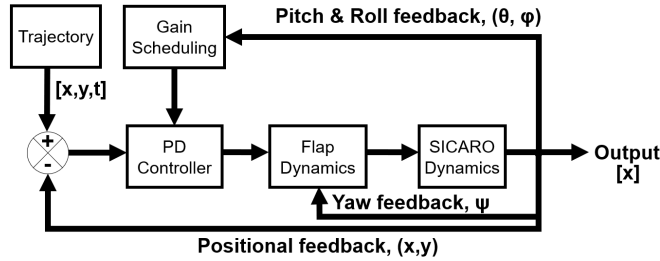 Pitch & Roll feedback, (θ, φ)
Trajectory
Gain
Scheduling
[x,y,t]
+
-
PD
Controller
Flap
Dynamics
SICARO
Dynamics
Output
[x]
Yaw feedback, ψ
Positional feedback, (x,y)